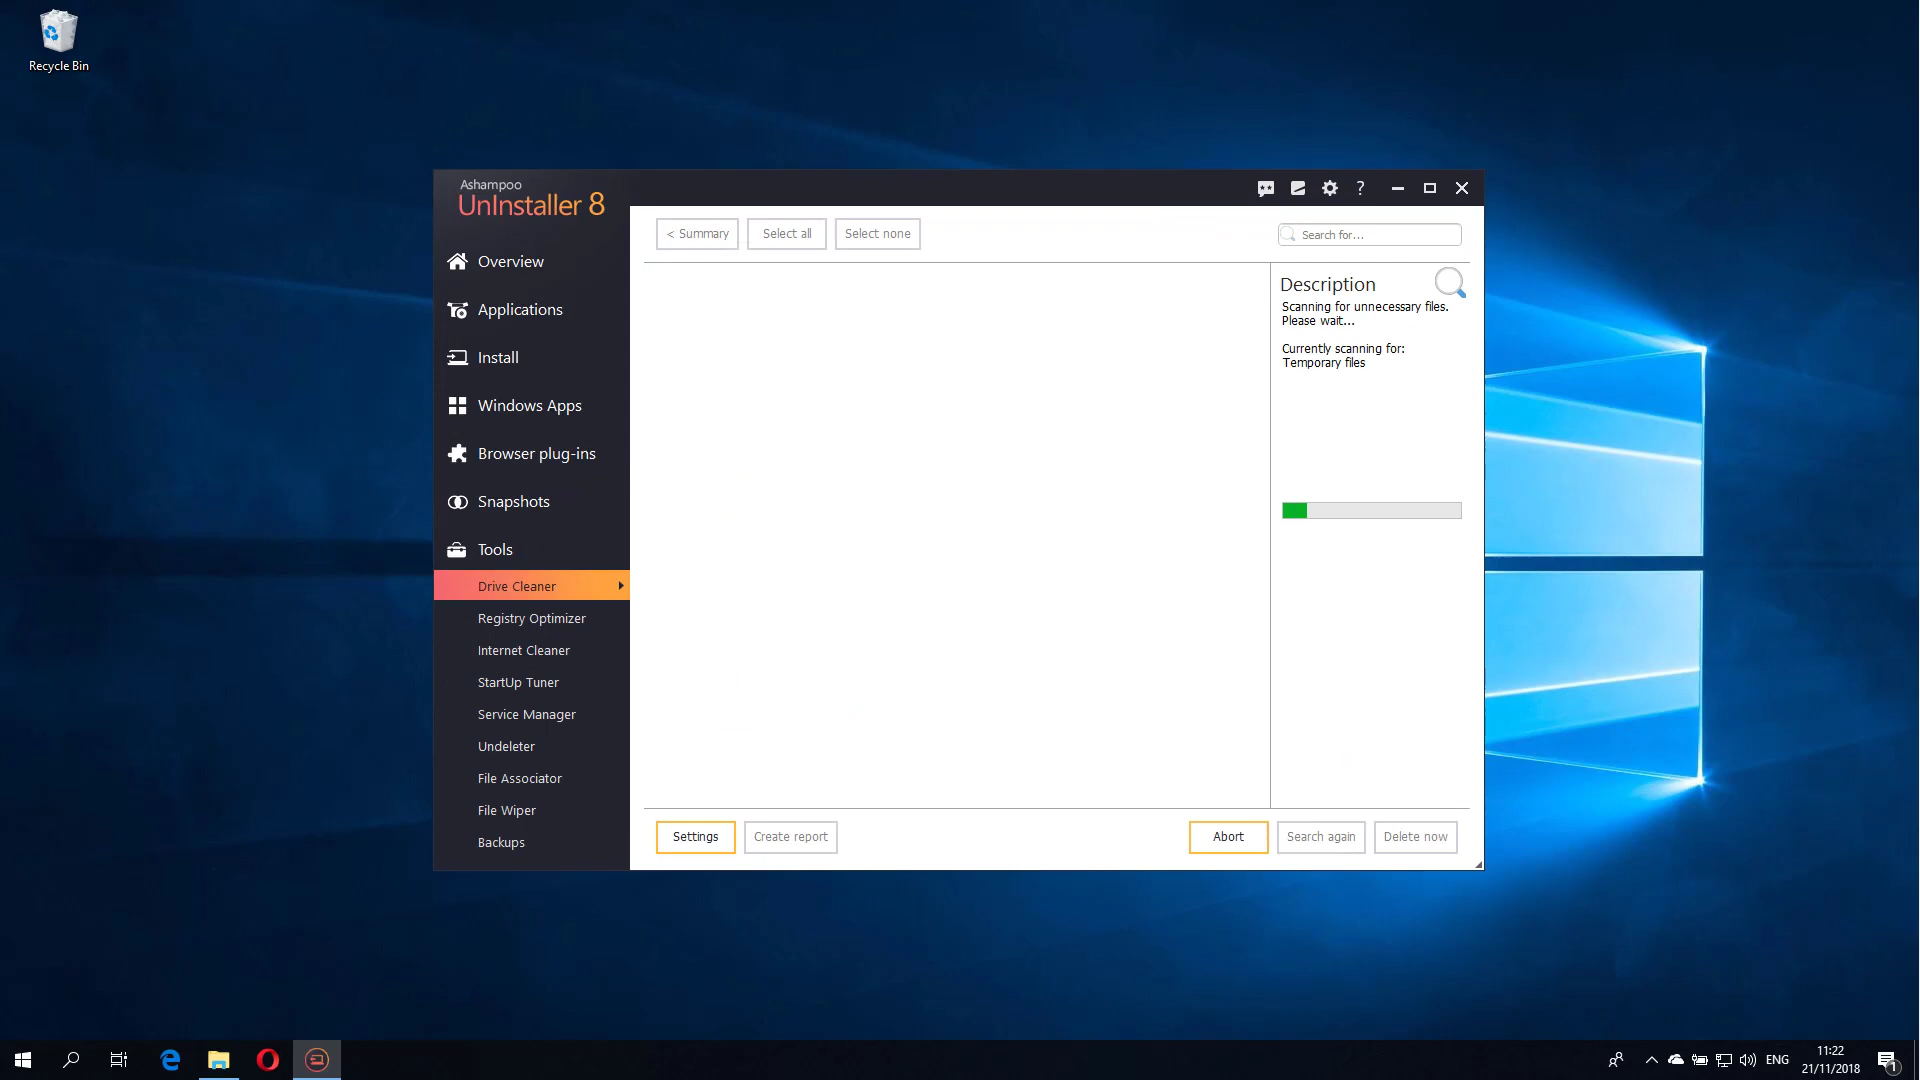 Recycle Bin
Ashampoo
UnInstaller 8
?
Overview
Applications
Install
Windows Apps
Browser plug-ins
Snapshots
Tools
Drive Cleaner
Registry Optimizer
Internet Cleaner
StartUp Tuner
Service Manager
Undeleter
File Associator
File Wiper
Backups
< Summary
Select all
Select none
Search for...
Description
Scanning for unnecessary files.
Please wait...
Currently scanning for:
Temporary files
Settings
Create report
Abort
Search again
Delete now
ENG
11:22
21/11/2018
1